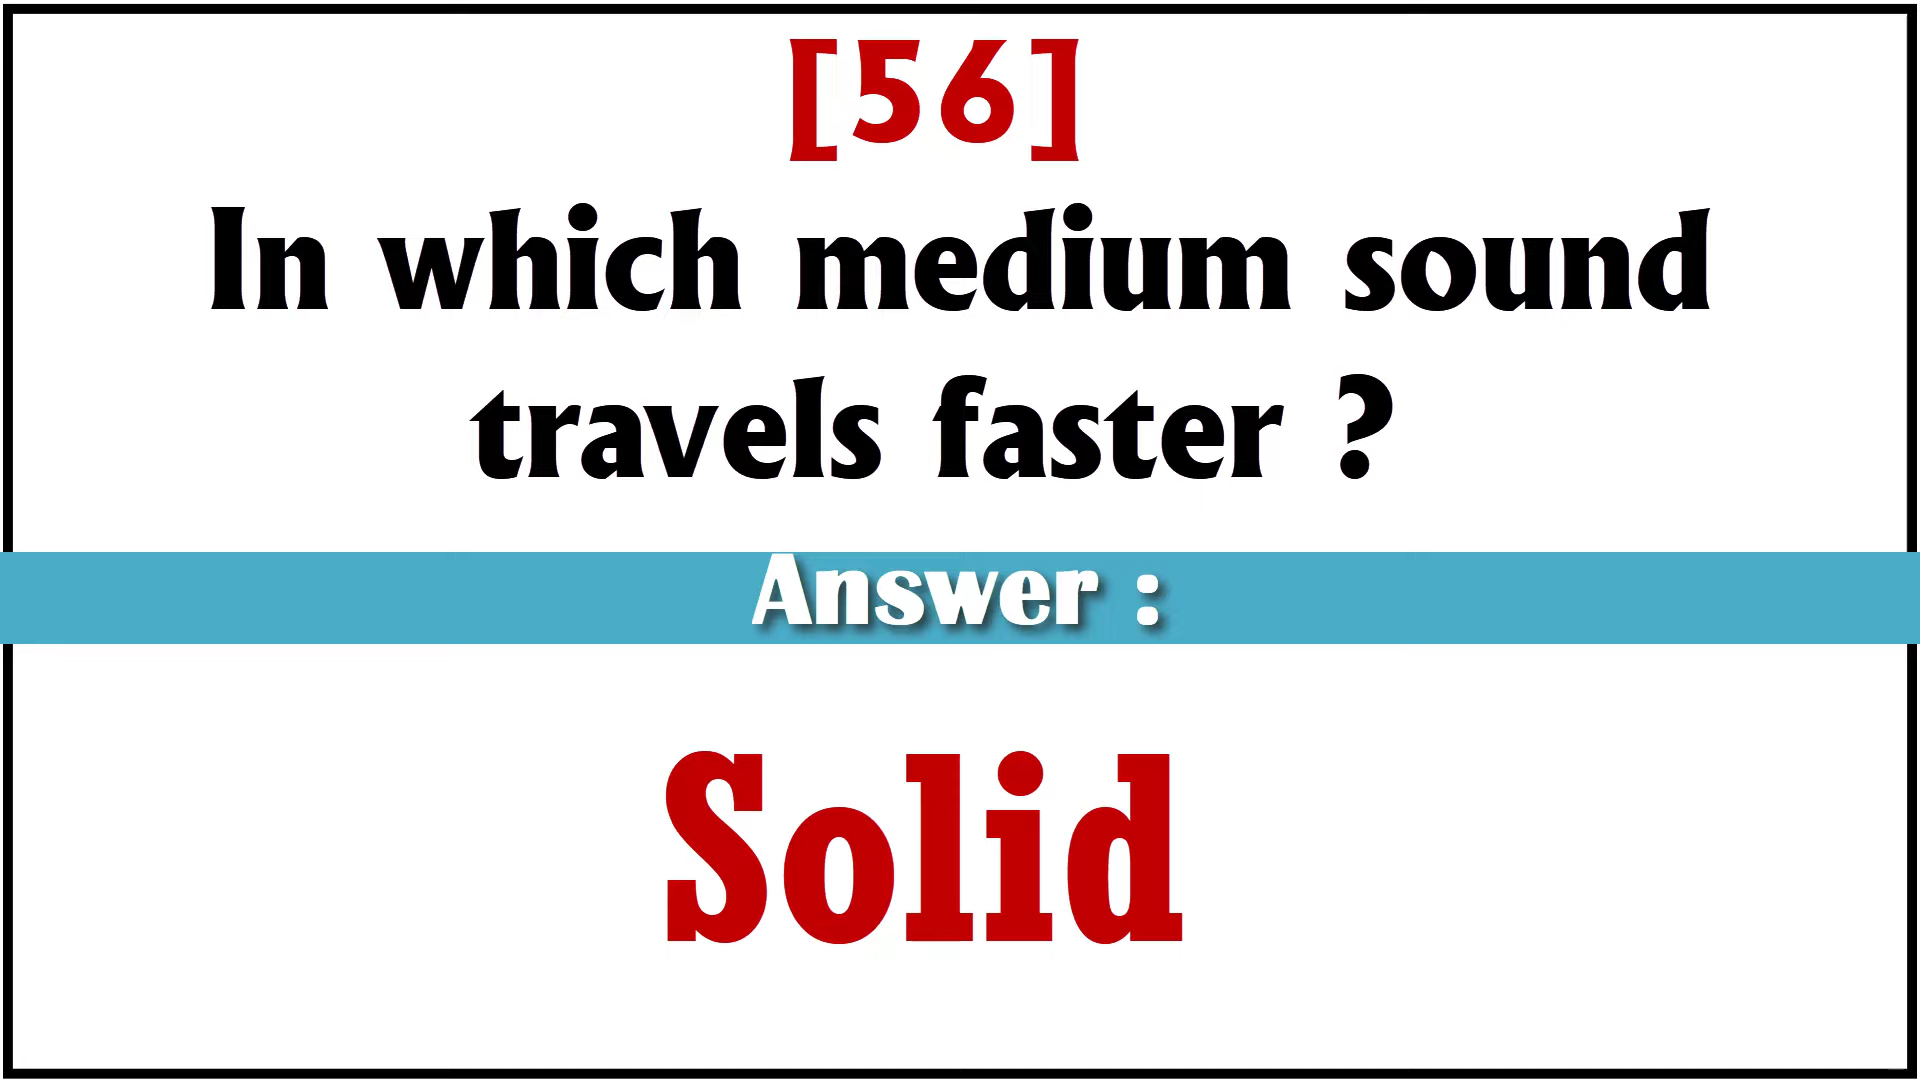 [56]
In which medium sound
travels faster ?
Answer :
Solid